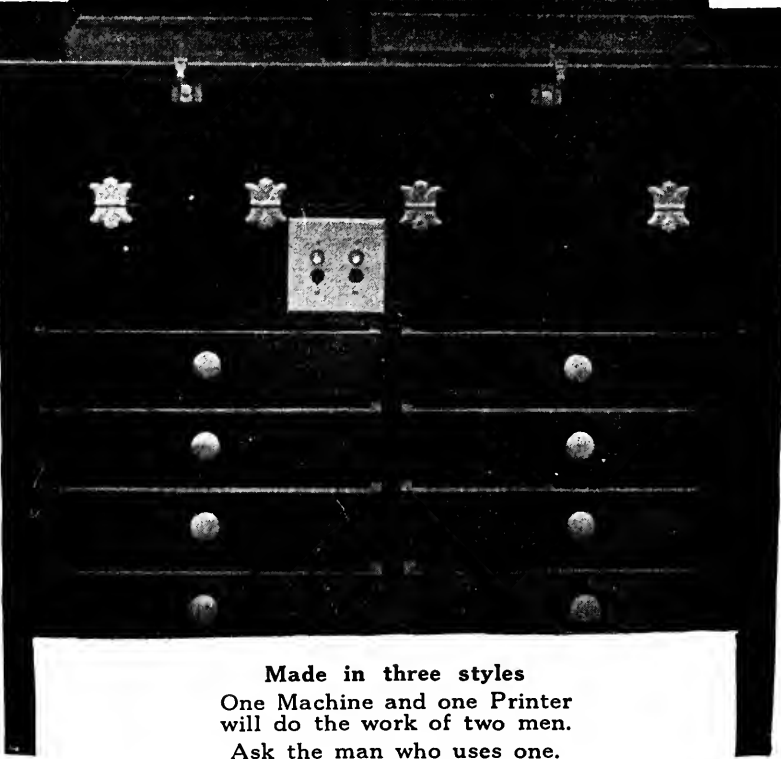 Made in three styles
One Machine and one Printer
will do the work of two men.
Ask the man who uses one.